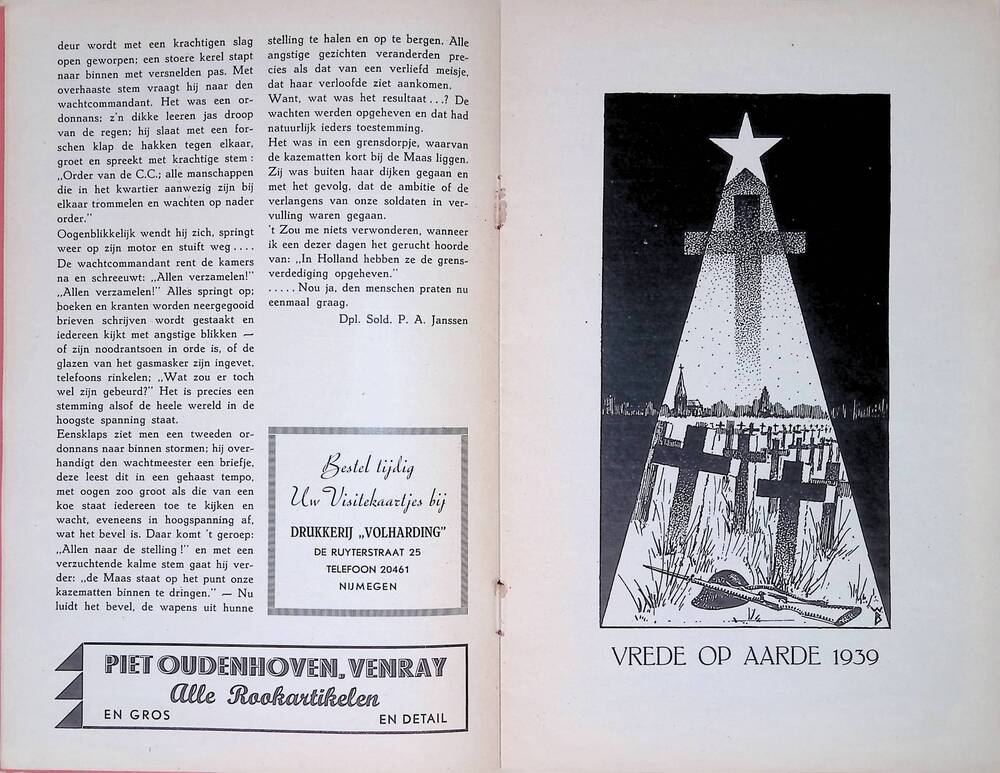 deur wordt met een krachtigen slag
open geworpen; een stoere kerel stapt
naar binnen met versnelden pas. Met
overhaaste stem vraagt hij naar den
wachtcommandant. Het was een or-
donnans; z'n dikke leeren jas droop
van de regen; hij slaat met een for-
schen klap de hakken tegen elkaar,
groet en spreekt met krachtige stem :
„Order van de C.C.; alle manschappen
die in het kwartier aanwezig zijn bij
elkaar trommelen en wachten op nader
order."
Oogenblikkelijk wendt hij zich, springt
weer op zijn motor en stuift weg ....
De wachtcommandant rent de kamers
na en schreeuwt: „Allen verzamelen!"
„Allen verzamelen!" Alles springt op;
boeken en kranten worden neergegooid
brieven schrijven wordt gestaakt en
iedereen kijkt met angstige blikken —
of zijn noodrantsoen in orde is, of de
glazen van het gasmasker zijn ingevet,
telefoons rinkelen; „Wat zou er toch
wel zijn gebeurd?" Het is precies een
stemming alsof de heele wereld in de
hoogste spanning staat.
Eensklaps ziet men een tweeden or-
donnans naar binnen stormen; hij over-
handigt den wachtmeester een briefje,
deze leest dit in een gehaast tempo,
met oogen zoo groot als die van een
koe staat iedereen toe te kijken en
wacht, eveneens in hoogspanning af,
wat het bevel is. Daar komt 't geroep:
„Allen naar de stelling !" en met een
verzuchtende kalme stem gaat hij ver-
der: „de Maas staat op het punt onze
kazematten binnen te dringen." — Nu
luidt het bevel, de wapens uit hunne
stelling te halen en op te bergen. Alle
angstige gezichten veranderden pre-
cies als dat van een verliefd meisje,
dat haar verloofde ziet aankomen.
Want, wat was het resultaat ...? De
wachten werden opgeheven en dat had
natuurlijk ieders toestemming.
Het was in een grensdorpje, waarvan
de kazematten kort bij de Maas liggen.
Zij was buiten haar dijken gegaan en
met het gevolg, dat de ambitie of de
verlangens van onze soldaten in ver-
vulling waren gegaan.
't Zou me niets verwonderen, wanneer
ik een dezer dagen het gerucht hoorde
van: „In Holland hebben ze de grens-
verdediging opgeheven."
..... Nou ja, den menschen praten nu
eenmaal graag.
Dpl. Sold. P. A. Janssen
Bestel tijdig
Uw Visitekaartjes bij
DRUKKERIJ „VOLHARDING"
DE RUYTERSTRAAT 25
TELEFOON 20461
NIJMEGEN
PIET OUDENHOVEN, VENRAY
Alle Rookartikelen
EN GROS
EN DETAIL
VREDE OP AARDE 1939